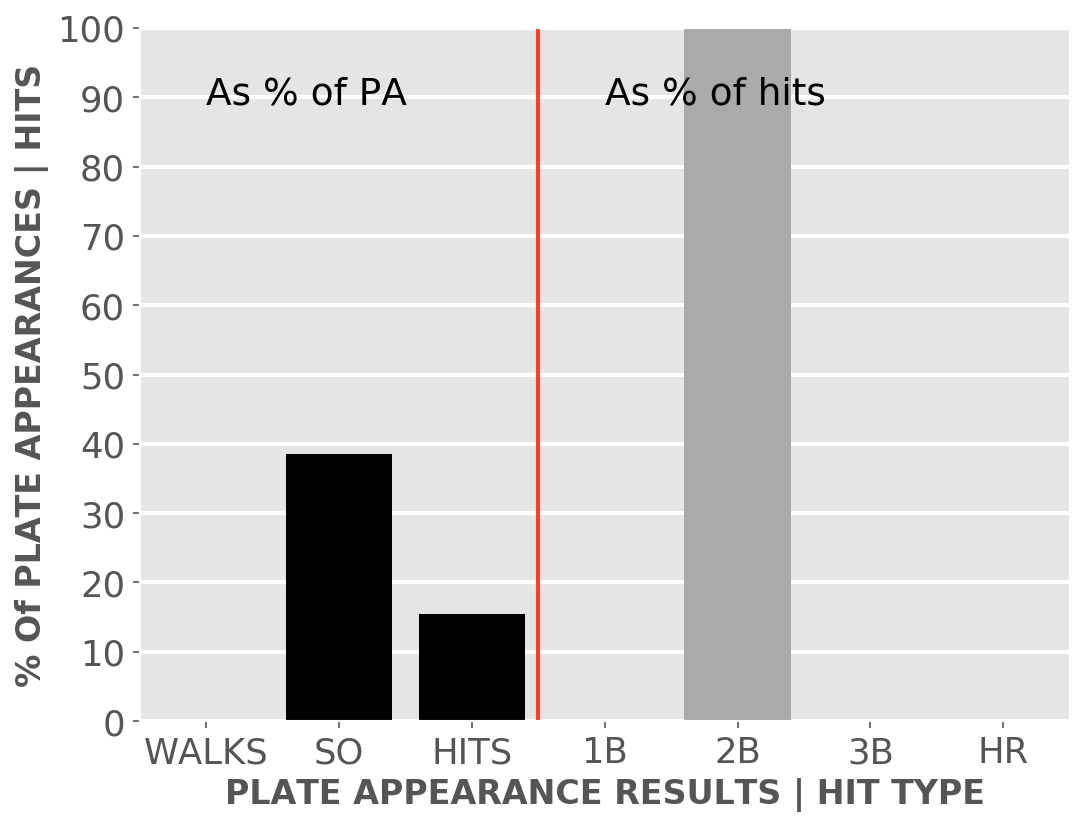 % Of PLATE APPEARANCES | HITS
100
90
80
70
60
50
40
30
20
10
0
As % of PA
As % of hits
WALKS SO HITS 1B 2B 3B HR
PLATE APPEARANCE RESULTS | HIT TYPE